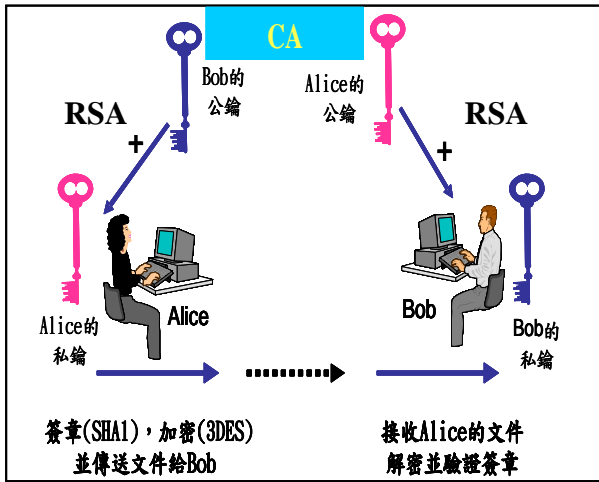 CA
Bob的
公鑰
Alice的
公鑰
RSA
+
RSA
+
Alice
Bob
Alice的
私鑰
Bob的
私鑰
簽章(SHA1)，加密(3DES)
並傳送文件給Bob
接收Alice的文件
解密並驗證簽章